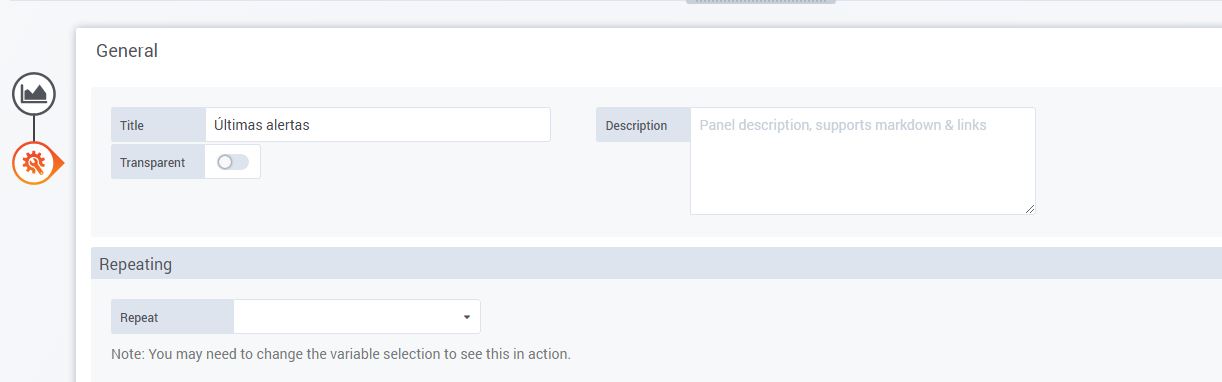 General
Title
Últimas alertas
Description
Panel description, supports markdown & links
Transparent
Repeating
Repeat
Note: You may need to change the variable selection to see this in action.